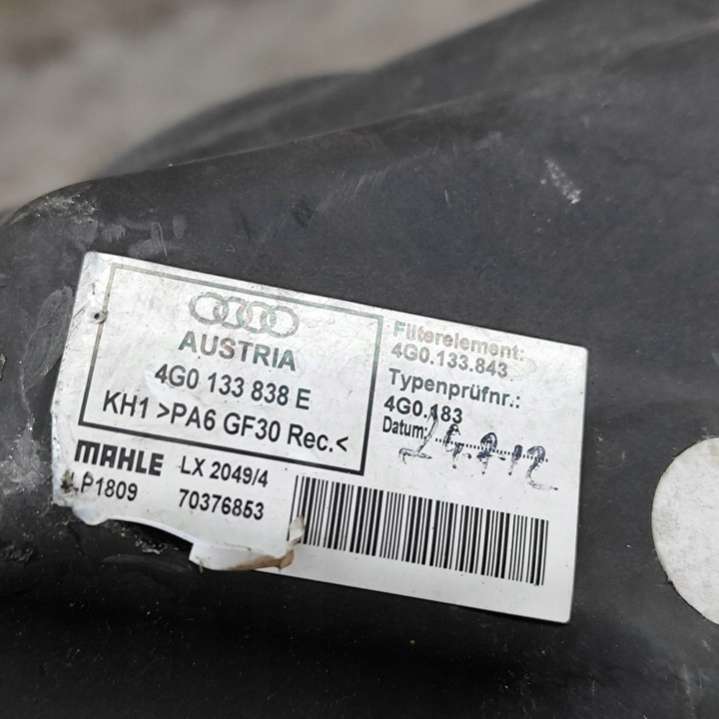 AUSTRIA
4G0 133 838 E
KH1 >PA6 GF30 Rec.<
MAHLE LX 2049/4
LP1809 70376853
Filterelement:
4G0.133.843
Typenprüfnr.:
4G0.183
Datum: